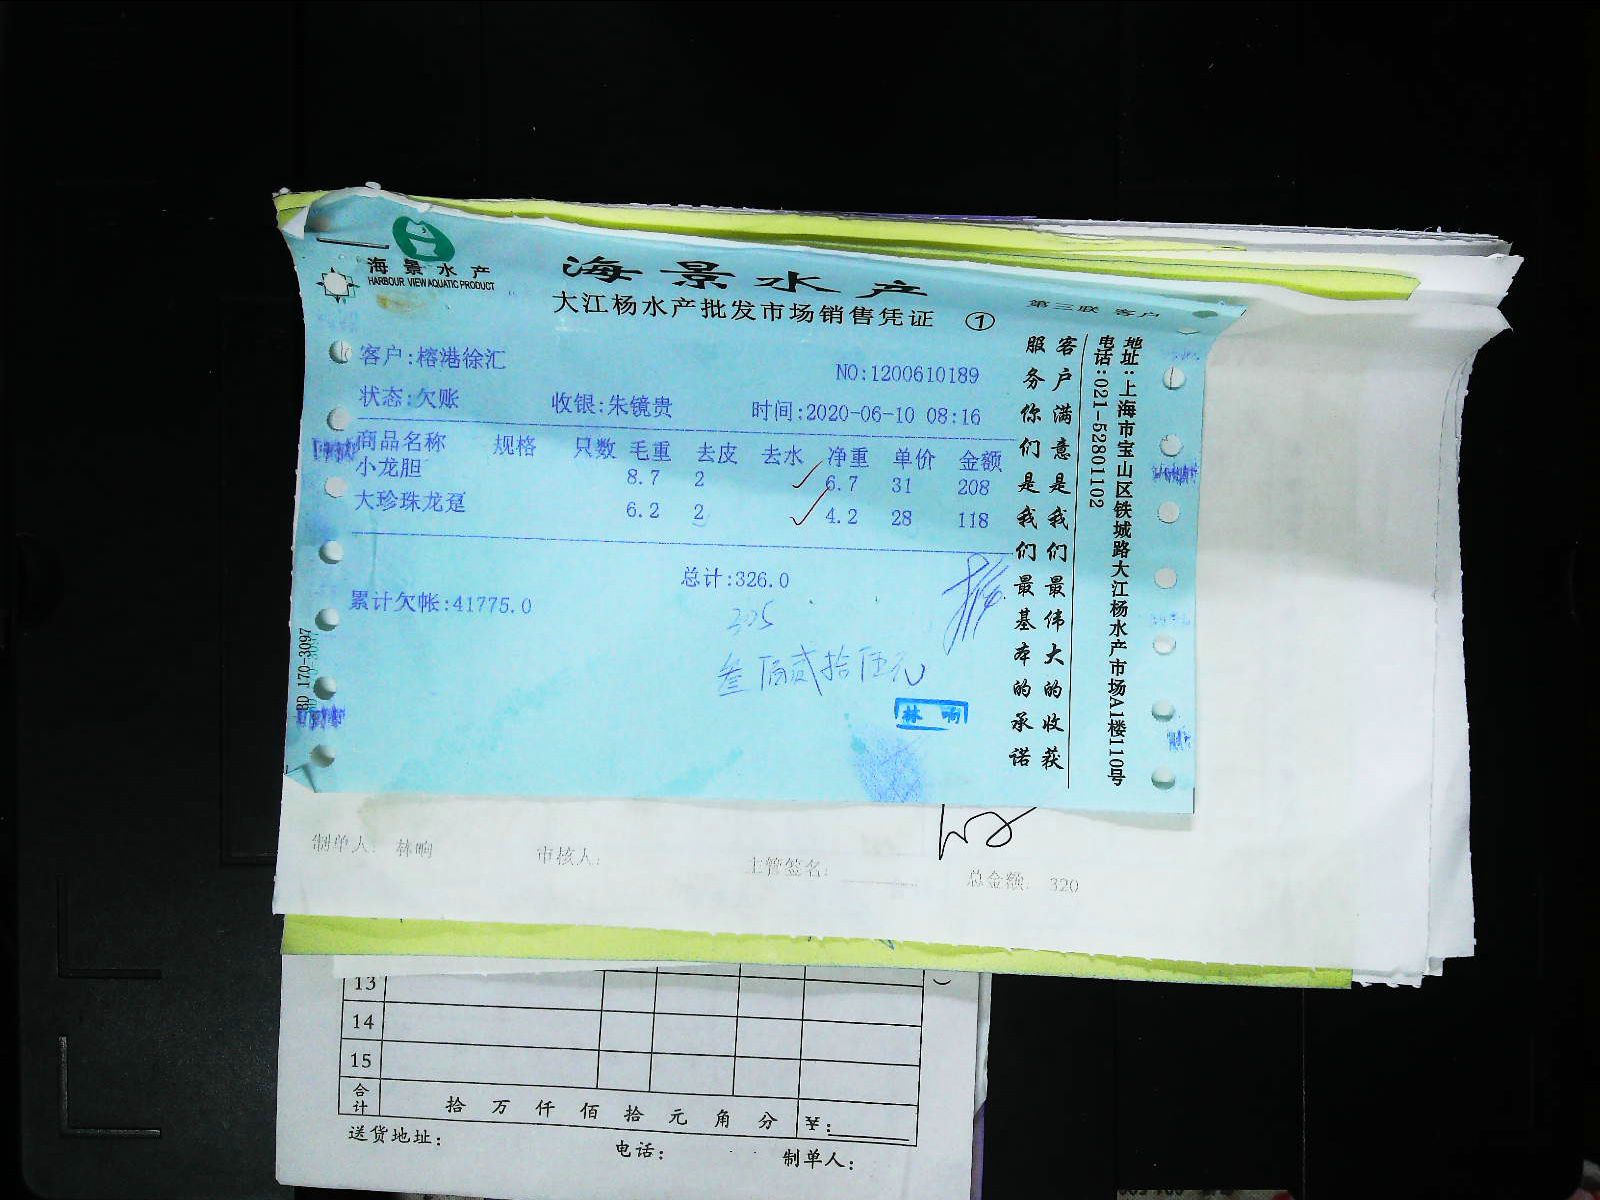 海景水产
HARBOUR VIEW AQUATIC PRODUCT
海景水产
大江杨水产批发市场销售凭证 ①
第三联 客户
客户:榕港徐汇
NO:1200610189
状态:欠账 收银:朱镜贵 时间:2020-06-10 08:16
商品名称 规格 只数 毛重 去皮 去水 净重 单价 金额
小龙胆 8.7 2 6.7 31 208
大珍珠龙趸 6.2 2 4.2 28 118
总计:326.0
累计欠帐:41775.0
325
叁佰贰拾伍元
林响
客户满意是我们最伟大的收获
服务你们是我们最基本的承诺
地址:上海市宝山区铁城路大江杨水产市场A1楼110号
电话:021-52801102
BD 170-3097
制单人: 林响 审核人: 主管签名: 总金额: 320
13
14
15
合计 拾 万 仟 佰 拾 元 角 分 ¥:
送货地址: 电话: 制单人: